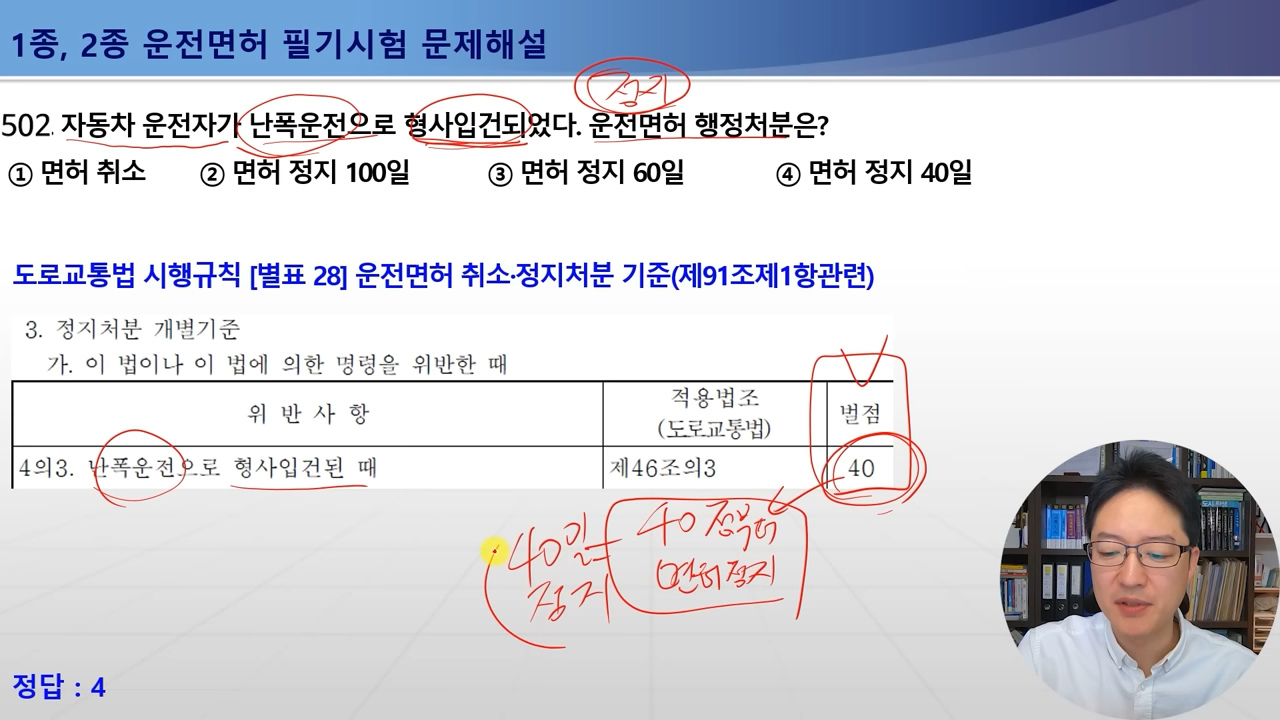 1종, 2종 운전면허 필기시험 문제해설
정지
502. 자동차 운전자가 난폭운전으로 형사입건되었다. 운전면허 행정처분은?
① 면허 취소 ② 면허 정지 100일 ③ 면허 정지 60일 ④ 면허 정지 40일
도로교통법 시행규칙 [별표 28] 운전면허 취소·정지처분 기준(제91조제1항관련)
3. 정지처분 개별기준
가. 이 법이나 이 법에 의한 명령을 위반한 때
위 반 사 항 적용법조 (도로교통법) 벌점
4의3. 난폭운전으로 형사입건된 때 제46조의3 40
40일 정지
40점부터
면허정지
정답 : 4